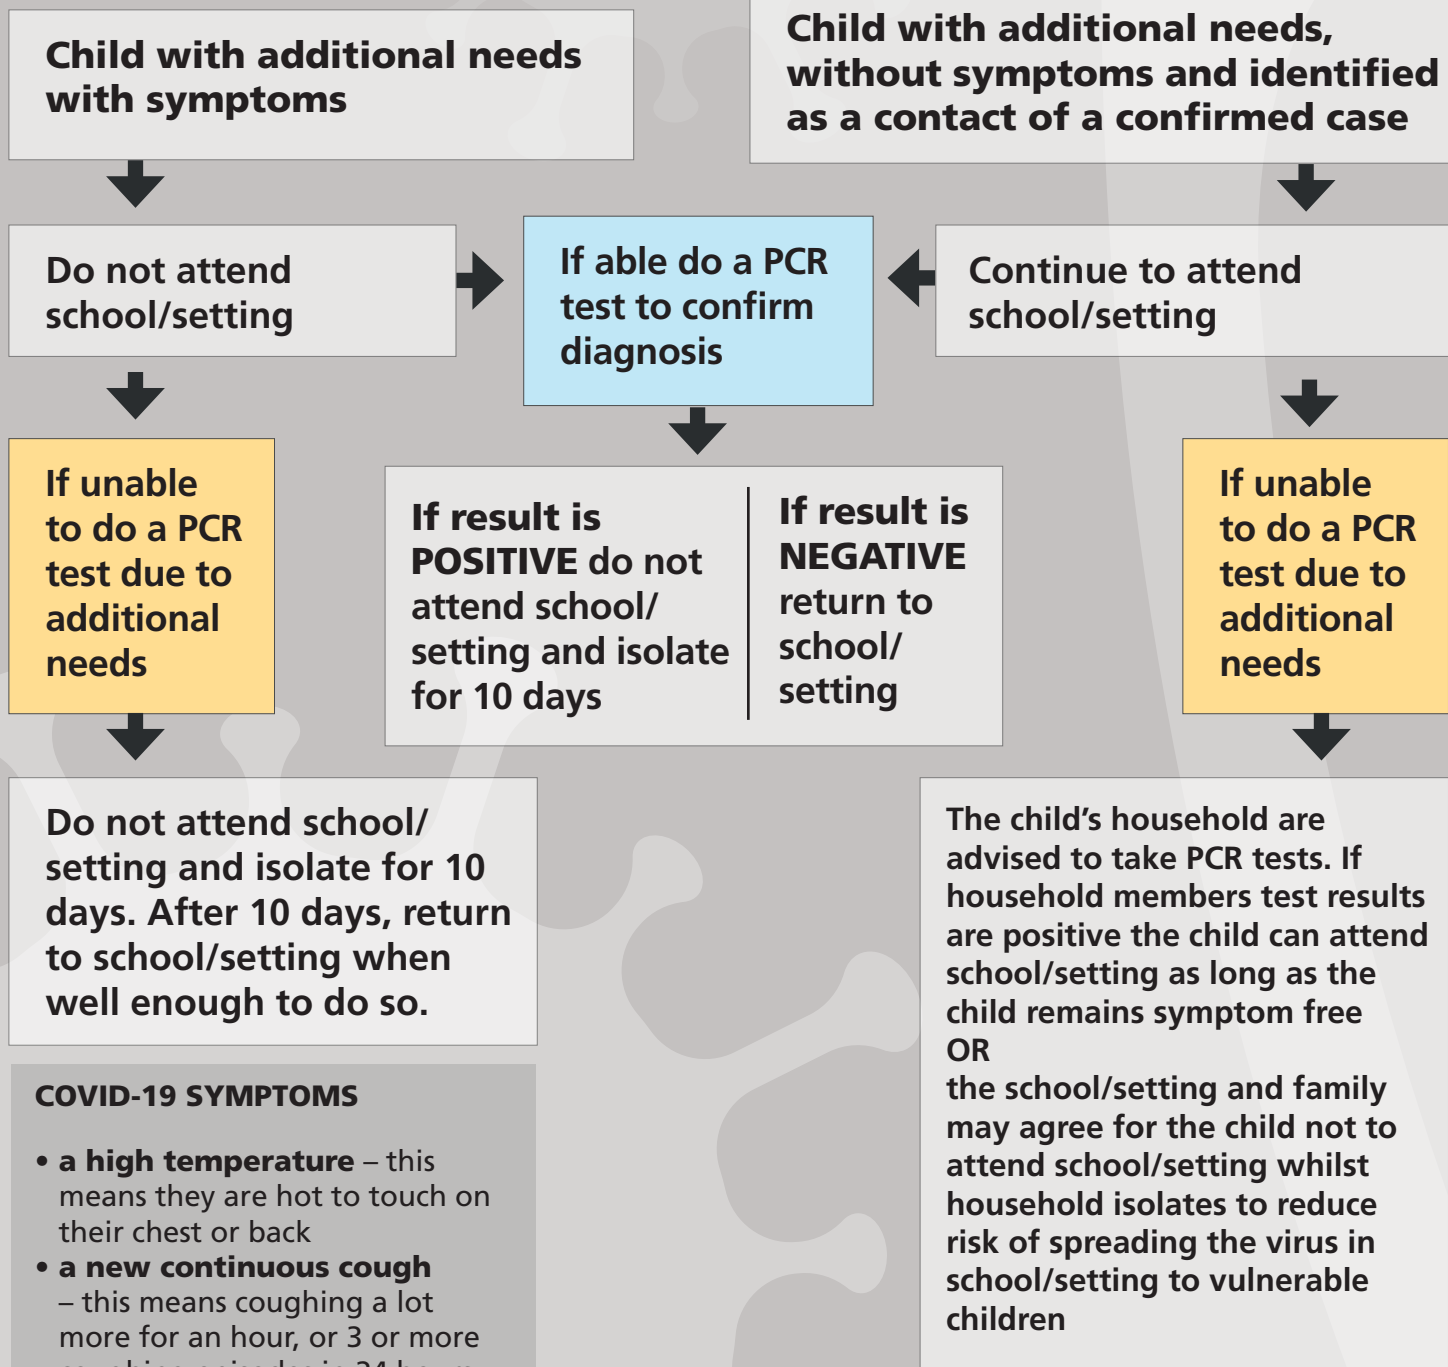 Child with additional needs
with symptoms
Child with additional needs,
without symptoms and identified
as a contact of a confirmed case
Do not attend
school/setting
If able do a PCR
test to confirm
diagnosis
Continue to attend
school/setting
If unable
to do a PCR
test due to
additional
needs
If result is
POSITIVE do not
attend school/
setting and isolate
for 10 days
If result is
NEGATIVE
return to
school/
setting
If unable
to do a PCR
test due to
additional
needs
Do not attend school/
setting and isolate for 10
days. After 10 days, return
to school/setting when
well enough to do so.
The child's household are
advised to take PCR tests. If
household members test results
are positive the child can attend
school/setting as long as the
child remains symptom free
OR
the school/setting and family
may agree for the child not to
attend school/setting whilst
household isolates to reduce
risk of spreading the virus in
school/setting to vulnerable
children
COVID-19 SYMPTOMS
• a high temperature – this
means they are hot to touch on
their chest or back
• a new continuous cough
– this means coughing a lot
more for an hour, or 3 or more